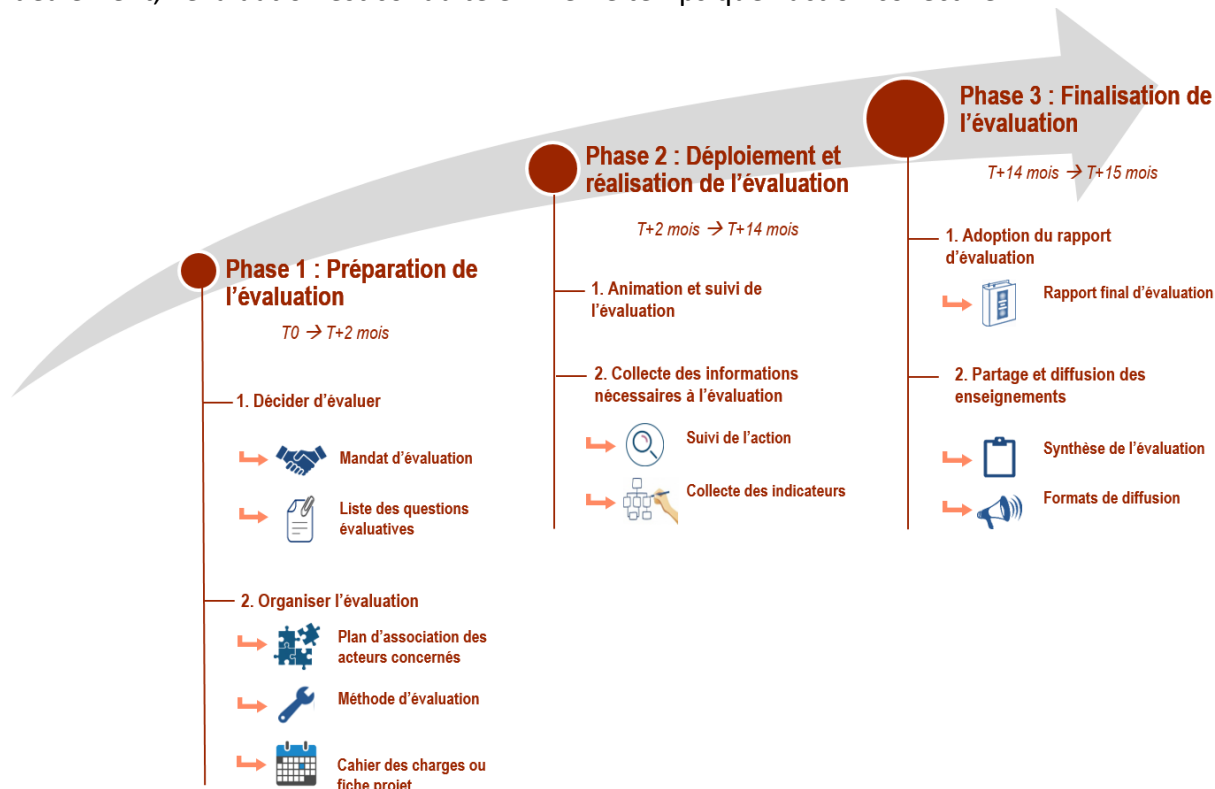 Phase 1 : Préparation de
l'évaluation
T0 → T+2 mois
1. Décider d'évaluer
Mandat d'évaluation
Liste des questions
évaluatives
2. Organiser l'évaluation
Plan d'association des
acteurs concernés
Méthode d'évaluation
Cahier des charges ou
fiche projet
Phase 2 : Déploiement et
réalisation de l'évaluation
T+2 mois → T+14 mois
1. Animation et suivi de
l'évaluation
2. Collecte des informations
nécessaires à l'évaluation
Suivi de l'action
Collecte des indicateurs
Phase 3 : Finalisation de
l'évaluation
T+14 mois → T+15 mois
1. Adoption du rapport
d'évaluation
Rapport final d'évaluation
2. Partage et diffusion des
enseignements
Synthèse de l'évaluation
Formats de diffusion